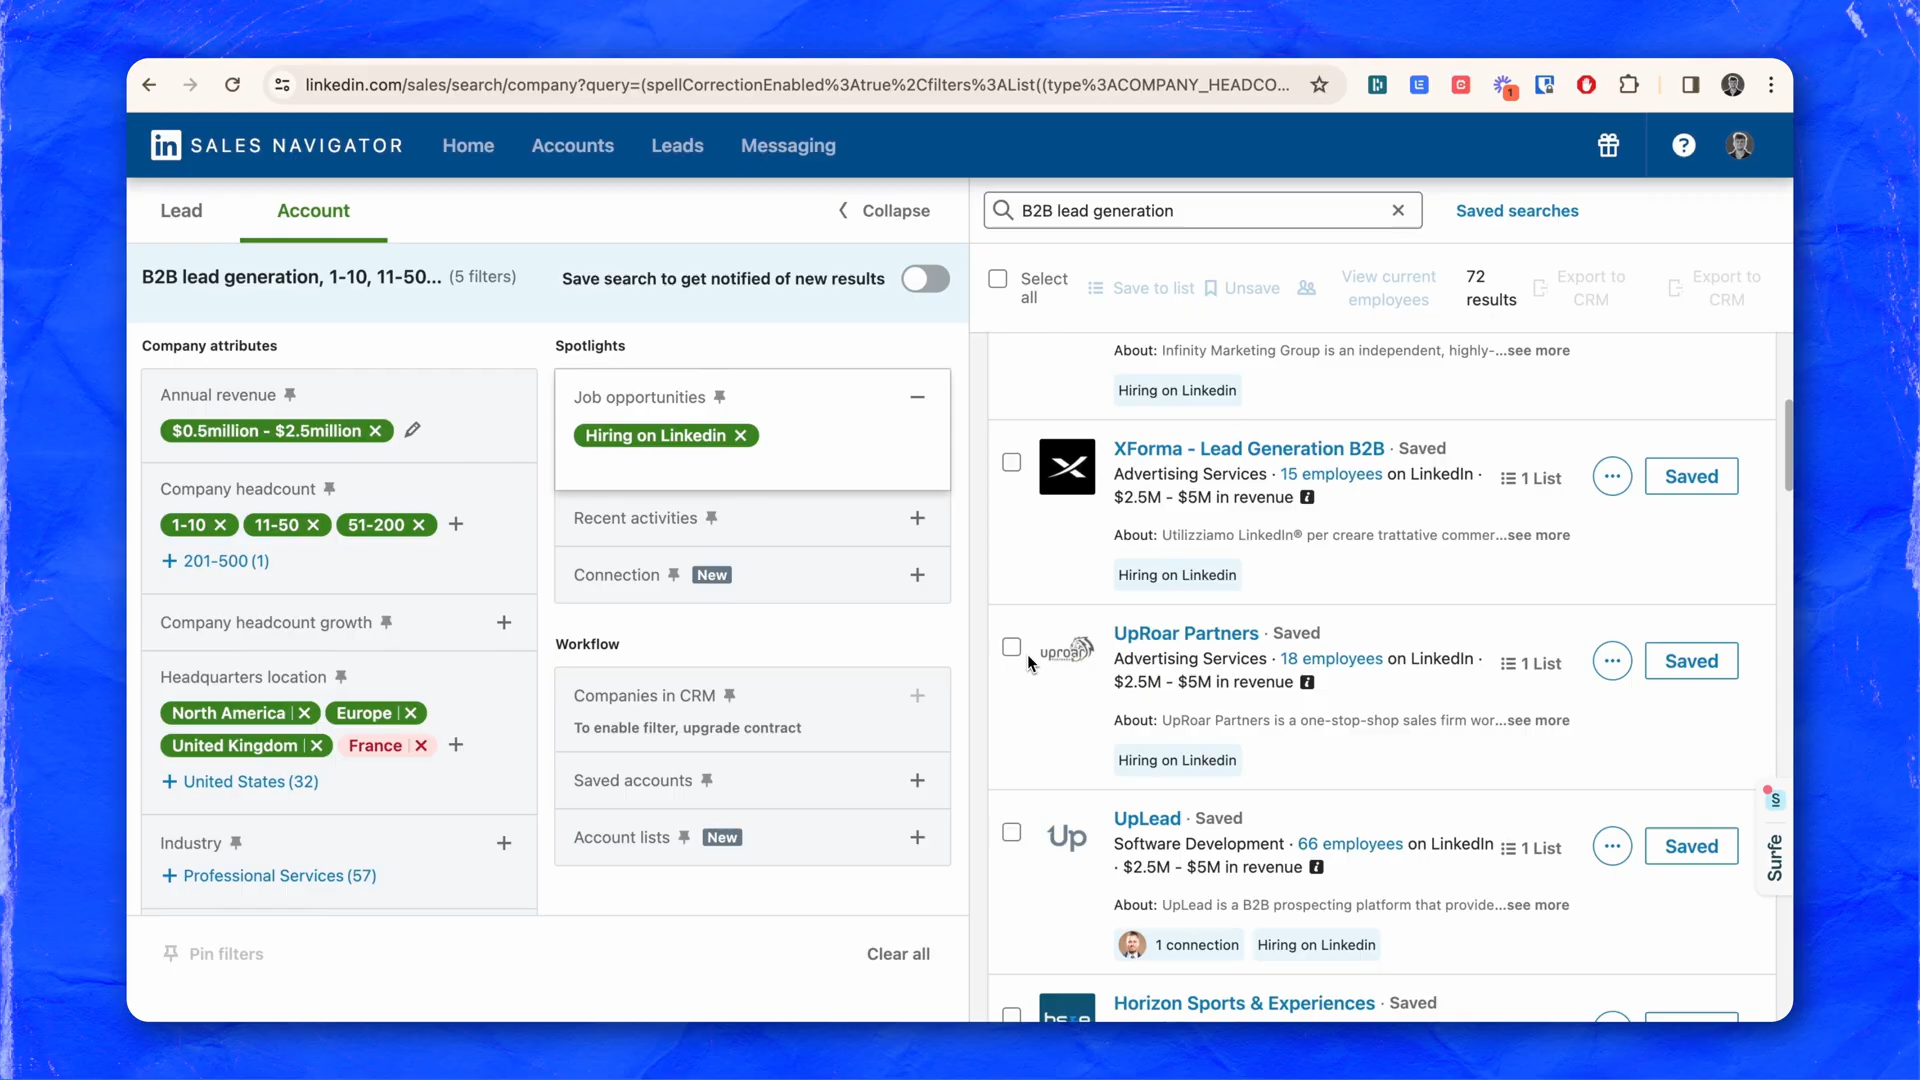 linkedin.com/sales/search/company?query=(spellCorrectionEnabled%3Atrue%2Cfilters%3AList((type%3ACOMPANY_HEADCO...
1
in SALES NAVIGATOR
Home
Accounts
Leads
Messaging
?
Lead
Account
Collapse
B2B lead generation
Saved searches
B2B lead generation, 1-10, 11-50... (5 filters)
Save search to get notified of new results
Select all
Save to list
Unsave
View current employees
72 results
Export to CRM
Export to CRM
Company attributes
Annual revenue
$0.5million - $2.5million
Company headcount
1-10
11-50
51-200
+ 201-500 (1)
Company headcount growth
Headquarters location
North America
Europe
United Kingdom
France
+ United States (32)
Industry
+ Professional Services (57)
Pin filters
Clear all
Spotlights
Job opportunities
Hiring on Linkedin
Recent activities
Connection
New
Workflow
Companies in CRM
To enable filter, upgrade contract
Saved accounts
Account lists
New
About: Infinity Marketing Group is an independent, highly-...see more
Hiring on Linkedin
XForma - Lead Generation B2B · Saved
Advertising Services · 15 employees on LinkedIn ·
$2.5M - $5M in revenue
1 List
Saved
About: Utilizziamo LinkedIn® per creare trattative commer...see more
Hiring on Linkedin
uproar
UpRoar Partners · Saved
Advertising Services · 18 employees on LinkedIn ·
$2.5M - $5M in revenue
1 List
Saved
About: UpRoar Partners is a one-stop-shop sales firm wor...see more
Hiring on Linkedin
Up
UpLead · Saved
Software Development · 66 employees on LinkedIn
· $2.5M - $5M in revenue
1 List
Saved
About: UpLead is a B2B prospecting platform that provide...see more
1 connection
Hiring on Linkedin
Horizon Sports & Experiences · Saved
S
Surfe